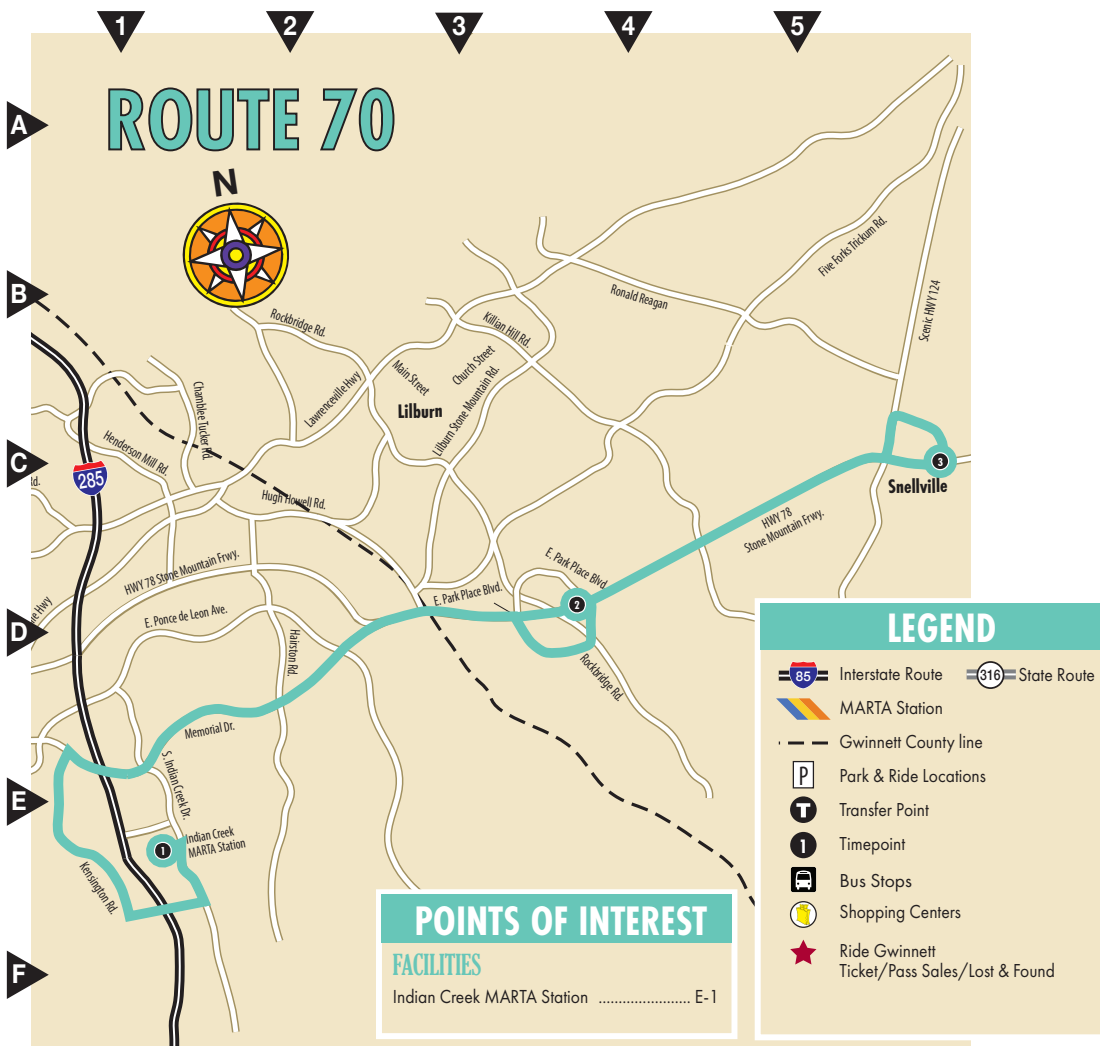 1 2 3 4 5
A
B
C
D
E
F
ROUTE 70
N
Rockbridge Rd.
Ronald Reagan
Five Forks Trickum Rd.
Scenic HWY 124
Killian Hill Rd.
Main Street
Church Street
Lilburn
Lilburn Stone Mountain Rd.
Lawrenceville Hwy
Chamblee Tucker Rd.
Henderson Mill Rd.
285
Rd.
Hugh Howell Rd.
3
Snellville
HWY 78
Stone Mountain Frwy.
HWY 78 Stone Mountain Frwy.
E. Park Place Blvd
E. Park Place Blvd.
2
E. Ponce de Leon Ave.
Hwy
Hairston Rd.
Rockbridge Rd.
Memorial Dr.
S. Indian Creek Dr.
1
Indian Creek
MARTA Station
Kensington Rd.
POINTS OF INTEREST
FACILITIES
Indian Creek MARTA Station ....................... E-1
LEGEND
85 Interstate Route 316 State Route
MARTA Station
Gwinnett County line
P Park & Ride Locations
T Transfer Point
1 Timepoint
Bus Stops
Shopping Centers
Ride Gwinnett
Ticket/Pass Sales/Lost & Found